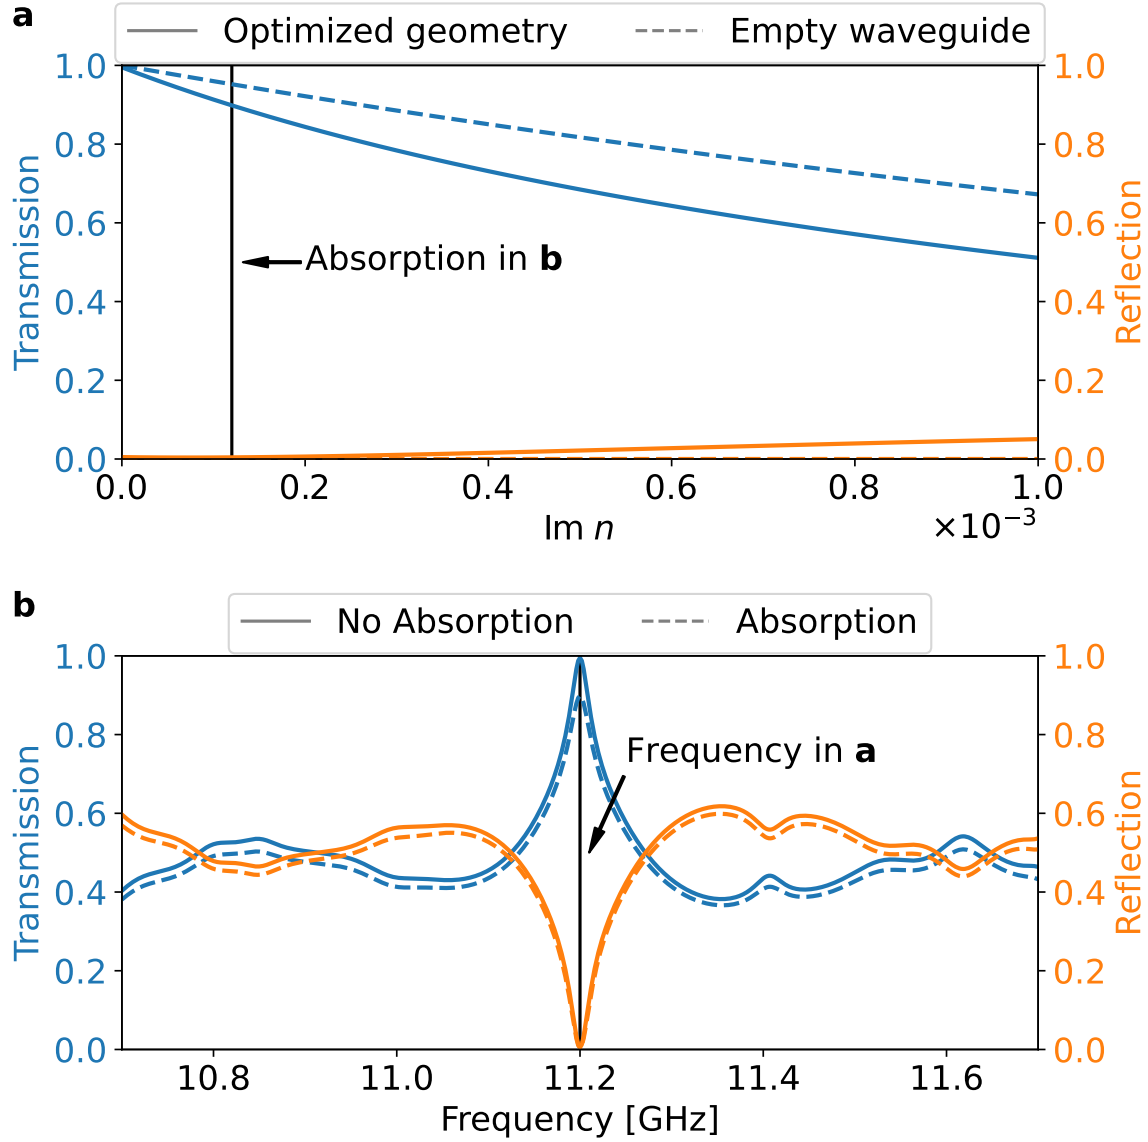 a
Optimized geometry Empty waveguide
1.0 1.0
0.8 0.8
0.6 0.6
0.4 0.4
0.2 0.2
0.0 0.0
Transmission
Reflection
Absorption in b
0.0 0.2 0.4 0.6 0.8 1.0
Im n
×10⁻³
b
No Absorption Absorption
1.0 1.0
0.8 0.8
0.6 0.6
0.4 0.4
0.2 0.2
0.0 0.0
Transmission
Reflection
Frequency in a
10.8 11.0 11.2 11.4 11.6
Frequency [GHz]